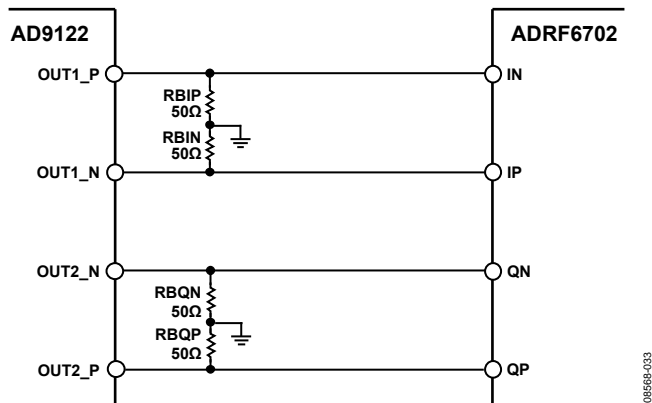 AD9122
ADRF6702
OUT1_P
IN
RBIP
50Ω
RBIN
50Ω
OUT1_N
IP
OUT2_N
QN
RBQN
50Ω
RBQP
50Ω
OUT2_P
QP
08568-033